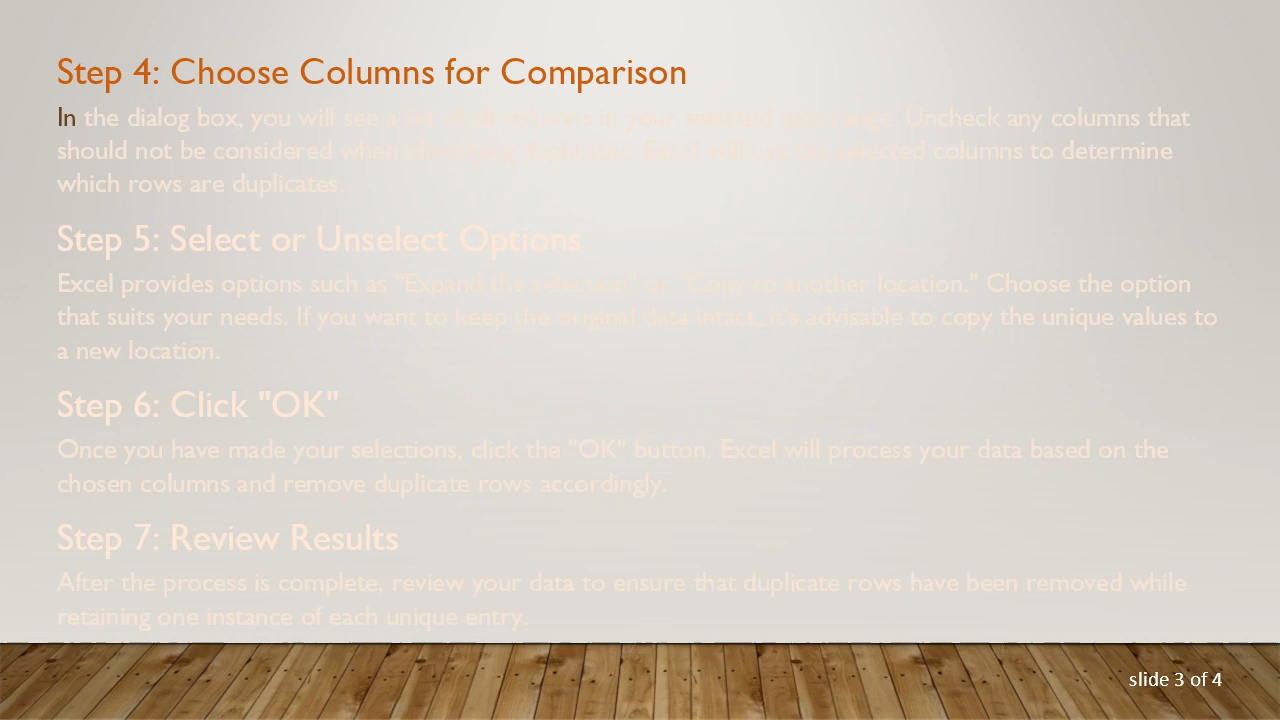 Step 4: Choose Columns for Comparison
In the dialog box, you will see a list of all columns in your selected data range. Uncheck any columns that
should not be considered when identifying duplicates. Excel will use the selected columns to determine
which rows are duplicates.
Step 5: Select or Unselect Options
Excel provides options such as "Expand the selection" or "Copy to another location." Choose the option
that suits your needs. If you want to keep the original data intact, it's advisable to copy the unique values to
a new location.
Step 6: Click "OK"
Once you have made your selections, click the "OK" button. Excel will process your data based on the
chosen columns and remove duplicate rows accordingly.
Step 7: Review Results
After the process is complete, review your data to ensure that duplicate rows have been removed while
retaining one instance of each unique entry.
slide 3 of 4